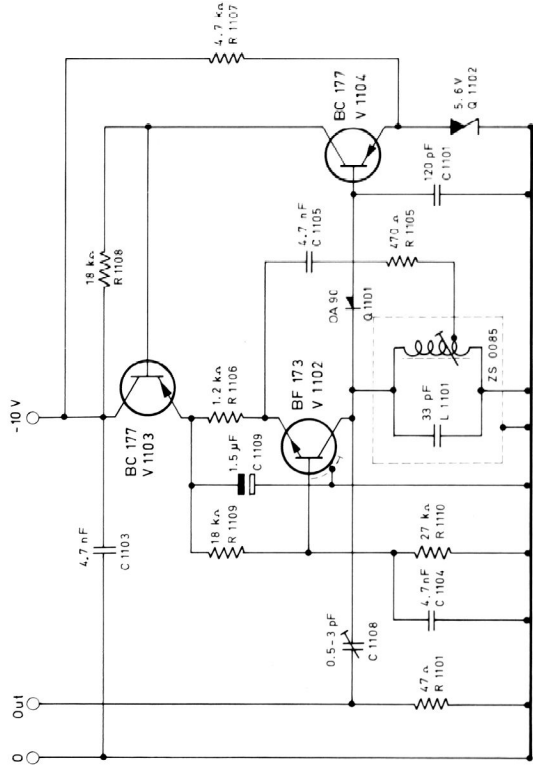 0
Out
-10 V
4.7 nF
C 1103
BC 177
V 1103
18 kΩ
R 1108
4.7 kΩ
R 1107
18 kΩ
R 1109
1.5 µF
C 1109
1.2 kΩ
R 1106
BF 173
V 1102
4.7 nF
C 1105
BC 177
V 1104
0.5-3 pF
C 1108
OA 90
Q 1101
470 Ω
R 1105
120 pF
C 1101
5.6 V
Q 1102
47 Ω
R 1101
4.7 nF
C 1104
27 kΩ
R 1110
33 pF
L 1101
ZS 0085